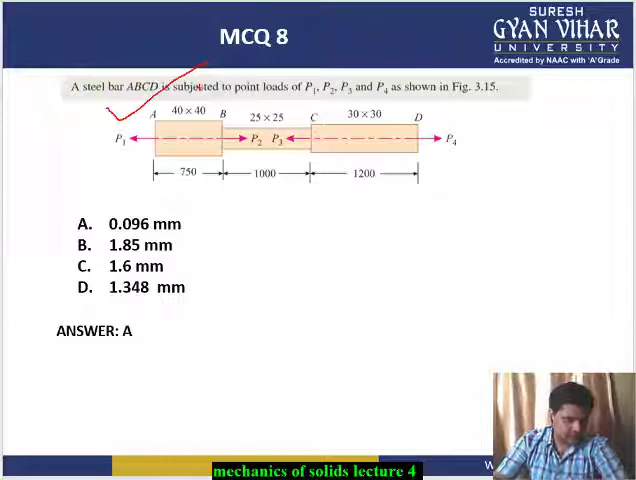 SURESH
GYAN VIHAR
UNIVERSITY
Accredited by NAAC with 'A' Grade
MCQ 8
A steel bar ABCD is subjected to point loads of P1, P2, P3 and P4 as shown in Fig. 3.15.
A 40 × 40 B 25 × 25 C 30 × 30 D
P1 P2 P3 P4
750 1000 1200
A. 0.096 mm
B. 1.85 mm
C. 1.6 mm
D. 1.348 mm
ANSWER: A
mechanics of solids lecture 4
W